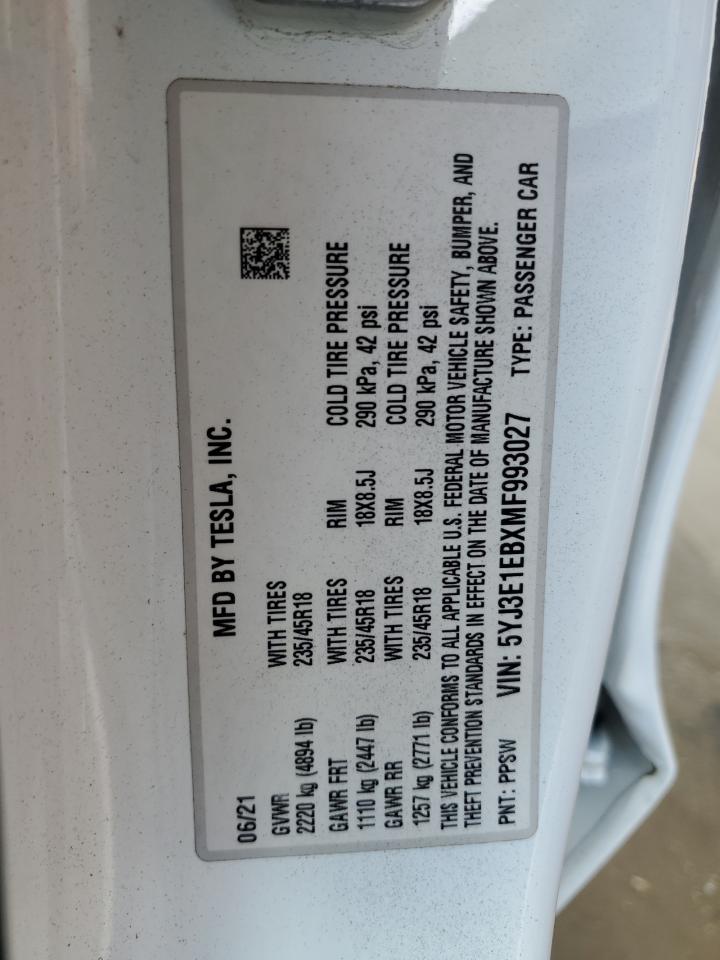 MFD BY TESLA, INC.
06/21
GVWR WITH TIRES
2220 kg (4894 lb) 235/45R18
GAWR FRT WITH TIRES RIM COLD TIRE PRESSURE
1110 kg (2447 lb) 235/45R18 18X8.5J 290 kPa, 42 psi
GAWR RR WITH TIRES RIM COLD TIRE PRESSURE
1257 kg (2771 lb) 235/45R18 18X8.5J 290 kPa, 42 psi
THIS VEHICLE CONFORMS TO ALL APPLICABLE U.S. FEDERAL MOTOR VEHICLE SAFETY, BUMPER, AND
THEFT PREVENTION STANDARDS IN EFFECT ON THE DATE OF MANUFACTURE SHOWN ABOVE.
PNT: PPSW VIN: 5YJ3E1EBXMF993027 TYPE: PASSENGER CAR